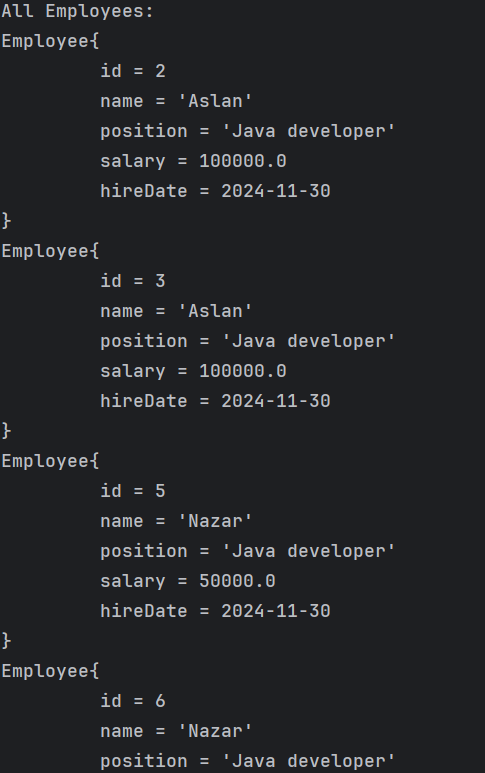 All Employees:
Employee{
         id = 2
         name = 'Aslan'
         position = 'Java developer'
         salary = 100000.0
         hireDate = 2024-11-30
}
Employee{
         id = 3
         name = 'Aslan'
         position = 'Java developer'
         salary = 100000.0
         hireDate = 2024-11-30
}
Employee{
         id = 5
         name = 'Nazar'
         position = 'Java developer'
         salary = 50000.0
         hireDate = 2024-11-30
}
Employee{
         id = 6
         name = 'Nazar'
         position = 'Java developer'